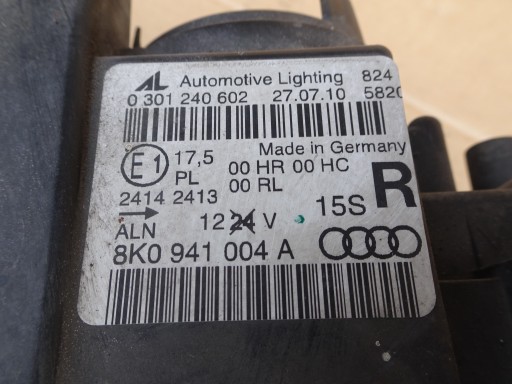 AL Automotive Lighting 824
0 301 240 602 27.07.10 5820
E1 17,5 Made in Germany
PL 00 HR 00 HC
00 RL R
2414 2413
12 24 V 15S
ALN
8K0 941 004 A